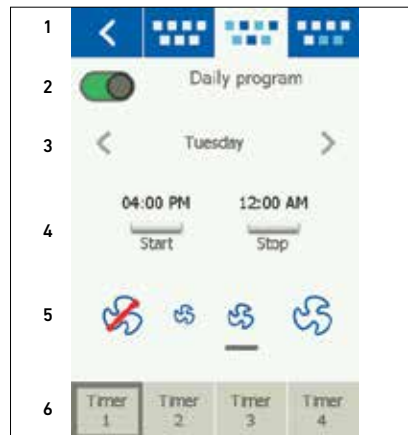 1
2 Daily program
3 Tuesday
4 04:00 PM 12:00 AM
Start Stop
5
6 Timer 1 Timer 2 Timer 3 Timer 4